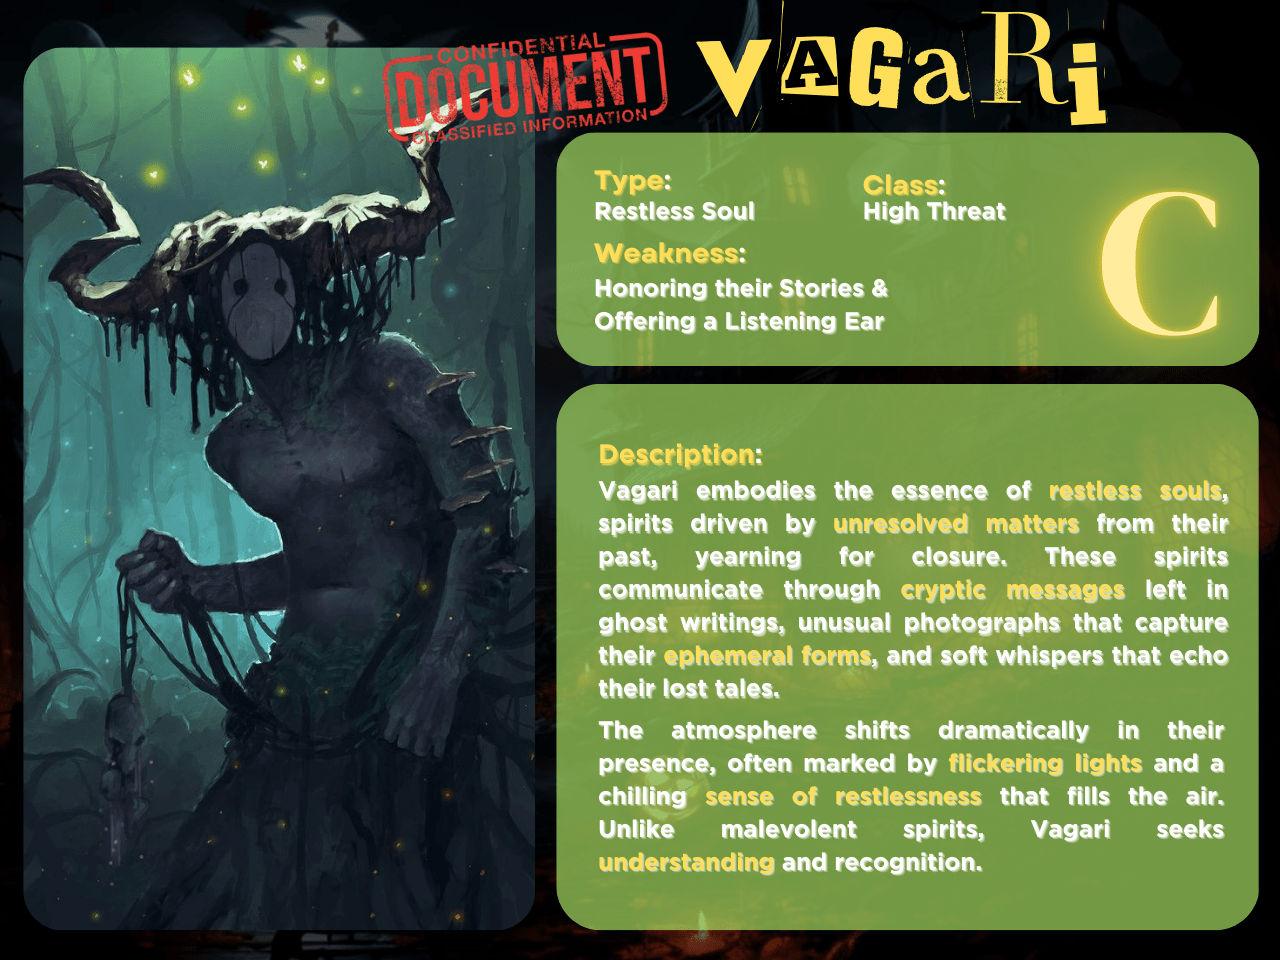 CONFIDENTIAL
DOCUMENT
CLASSIFIED INFORMATION
VAGaRi
Type:
Restless Soul
Class:
High Threat
C
Weakness:
Honoring their Stories &
Offering a Listening Ear
Description:
Vagari embodies the essence of restless souls,
spirits driven by unresolved matters from their
past, yearning for closure. These spirits
communicate through cryptic messages left in
ghost writings, unusual photographs that capture
their ephemeral forms, and soft whispers that echo
their lost tales.
The atmosphere shifts dramatically in their
presence, often marked by flickering lights and a
chilling sense of restlessness that fills the air.
Unlike malevolent spirits, Vagari seeks
understanding and recognition.